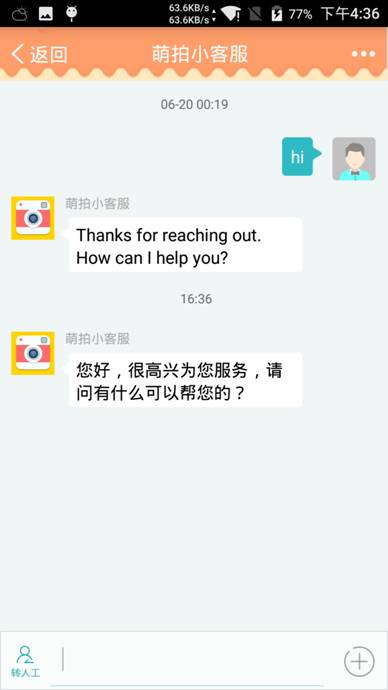 63.6KB/s
63.6KB/s
77%
下午4:36
返回
萌拍小客服
06-20 00:19
hi
萌拍小客服
Thanks for reaching out.
How can I help you?
16:36
萌拍小客服
您好，很高兴为您服务，请
问有什么可以帮您的？
转人工